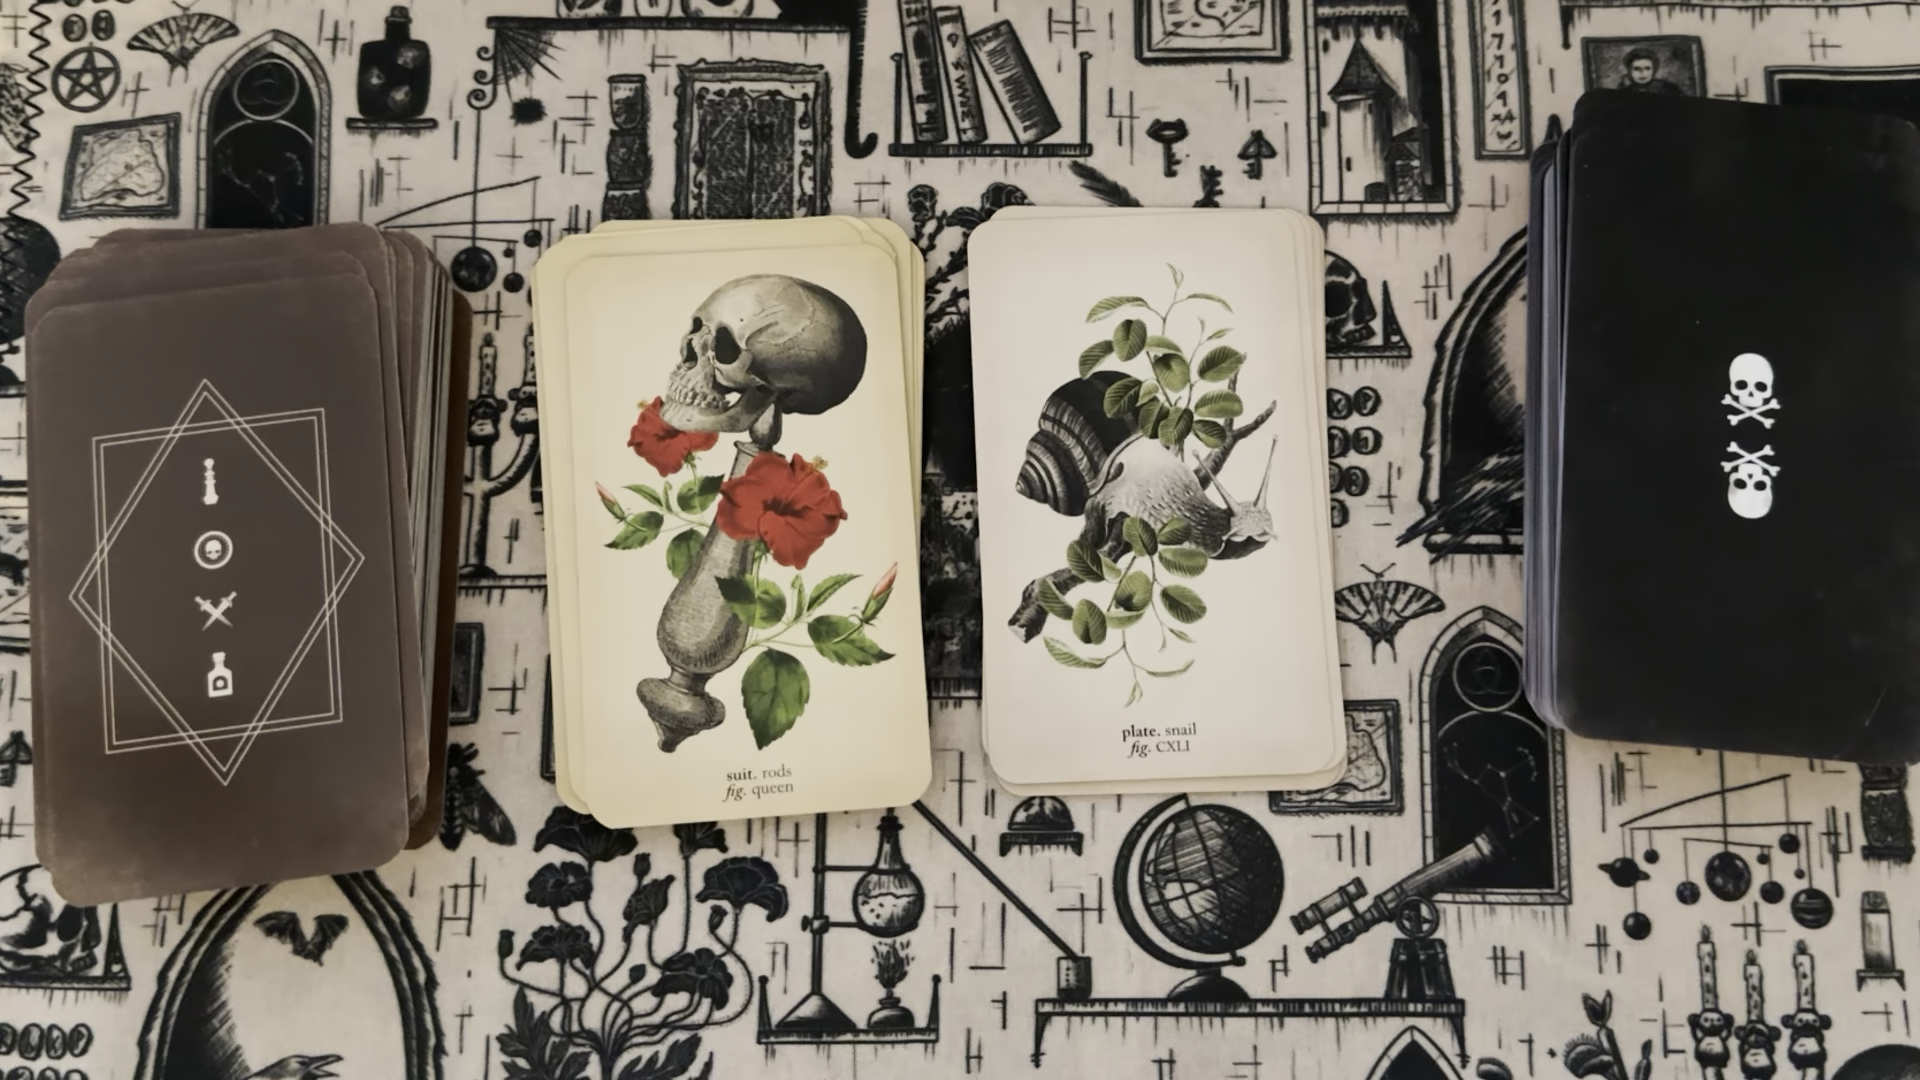 suit. rods
fig. queen
plate. snail
fig. CXLI
D